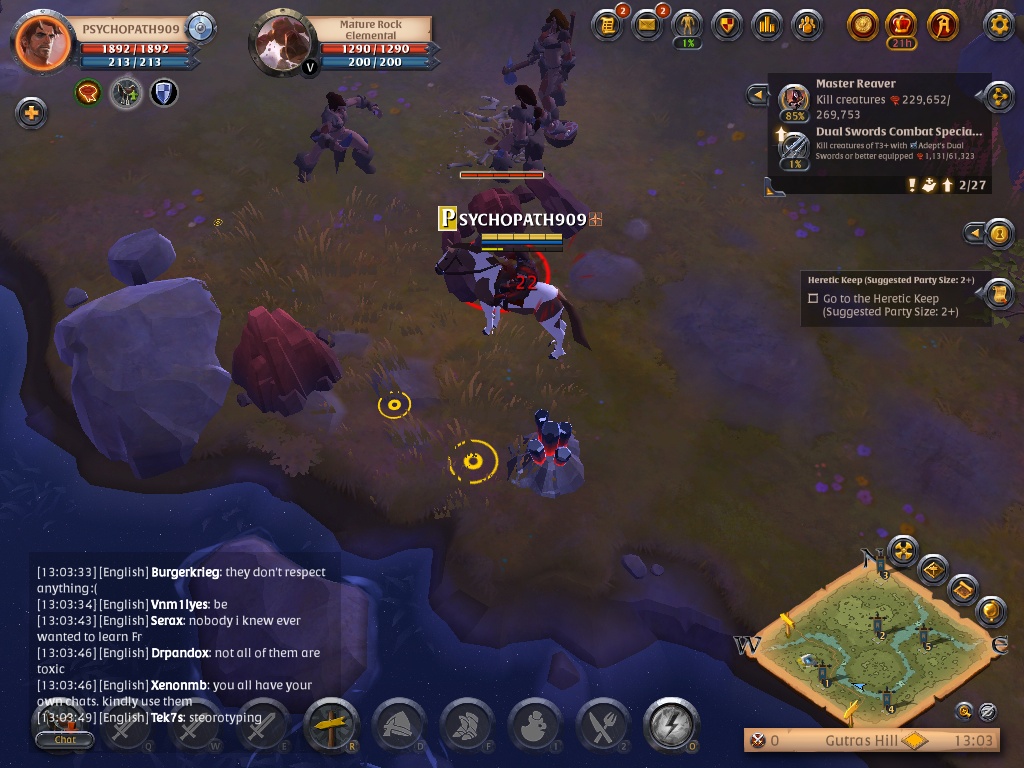 PSYCHOPATH909
1892 / 1892
213 / 213
Mature Rock
Elemental
1290 / 1290
200 / 200
V
2
2
1%
21h
Master Reaver
Kill creatures 229,652/
269,753
85%
Dual Swords Combat Specia...
Kill creatures of T3+ with Adept's Dual
Swords or better equipped 1,131/61,323
1%
2/27
PSYCHOPATH909
22
Heretic Keep (Suggested Party Size: 2+)
Go to the Heretic Keep
(Suggested Party Size: 2+)
[13:03:33] [English] Burgerkrieg: they don't respect
anything:(
[13:03:34] [English] Vnm1lyes: be
[13:03:43] [English] Serax: nobody i knew ever
wanted to learn Fr
[13:03:46] [English] Drpandox: not all of them are
toxic
[13:03:46] [English] Xenonmb: you all have your
own chats. kindly use them
[13:03:49] [English] Tek7s: steorotyping
Chat
Q
W
E
R
D
F
1
2
O
N
W
E
3
2
5
1
4
0
Gutras Hill
13:03